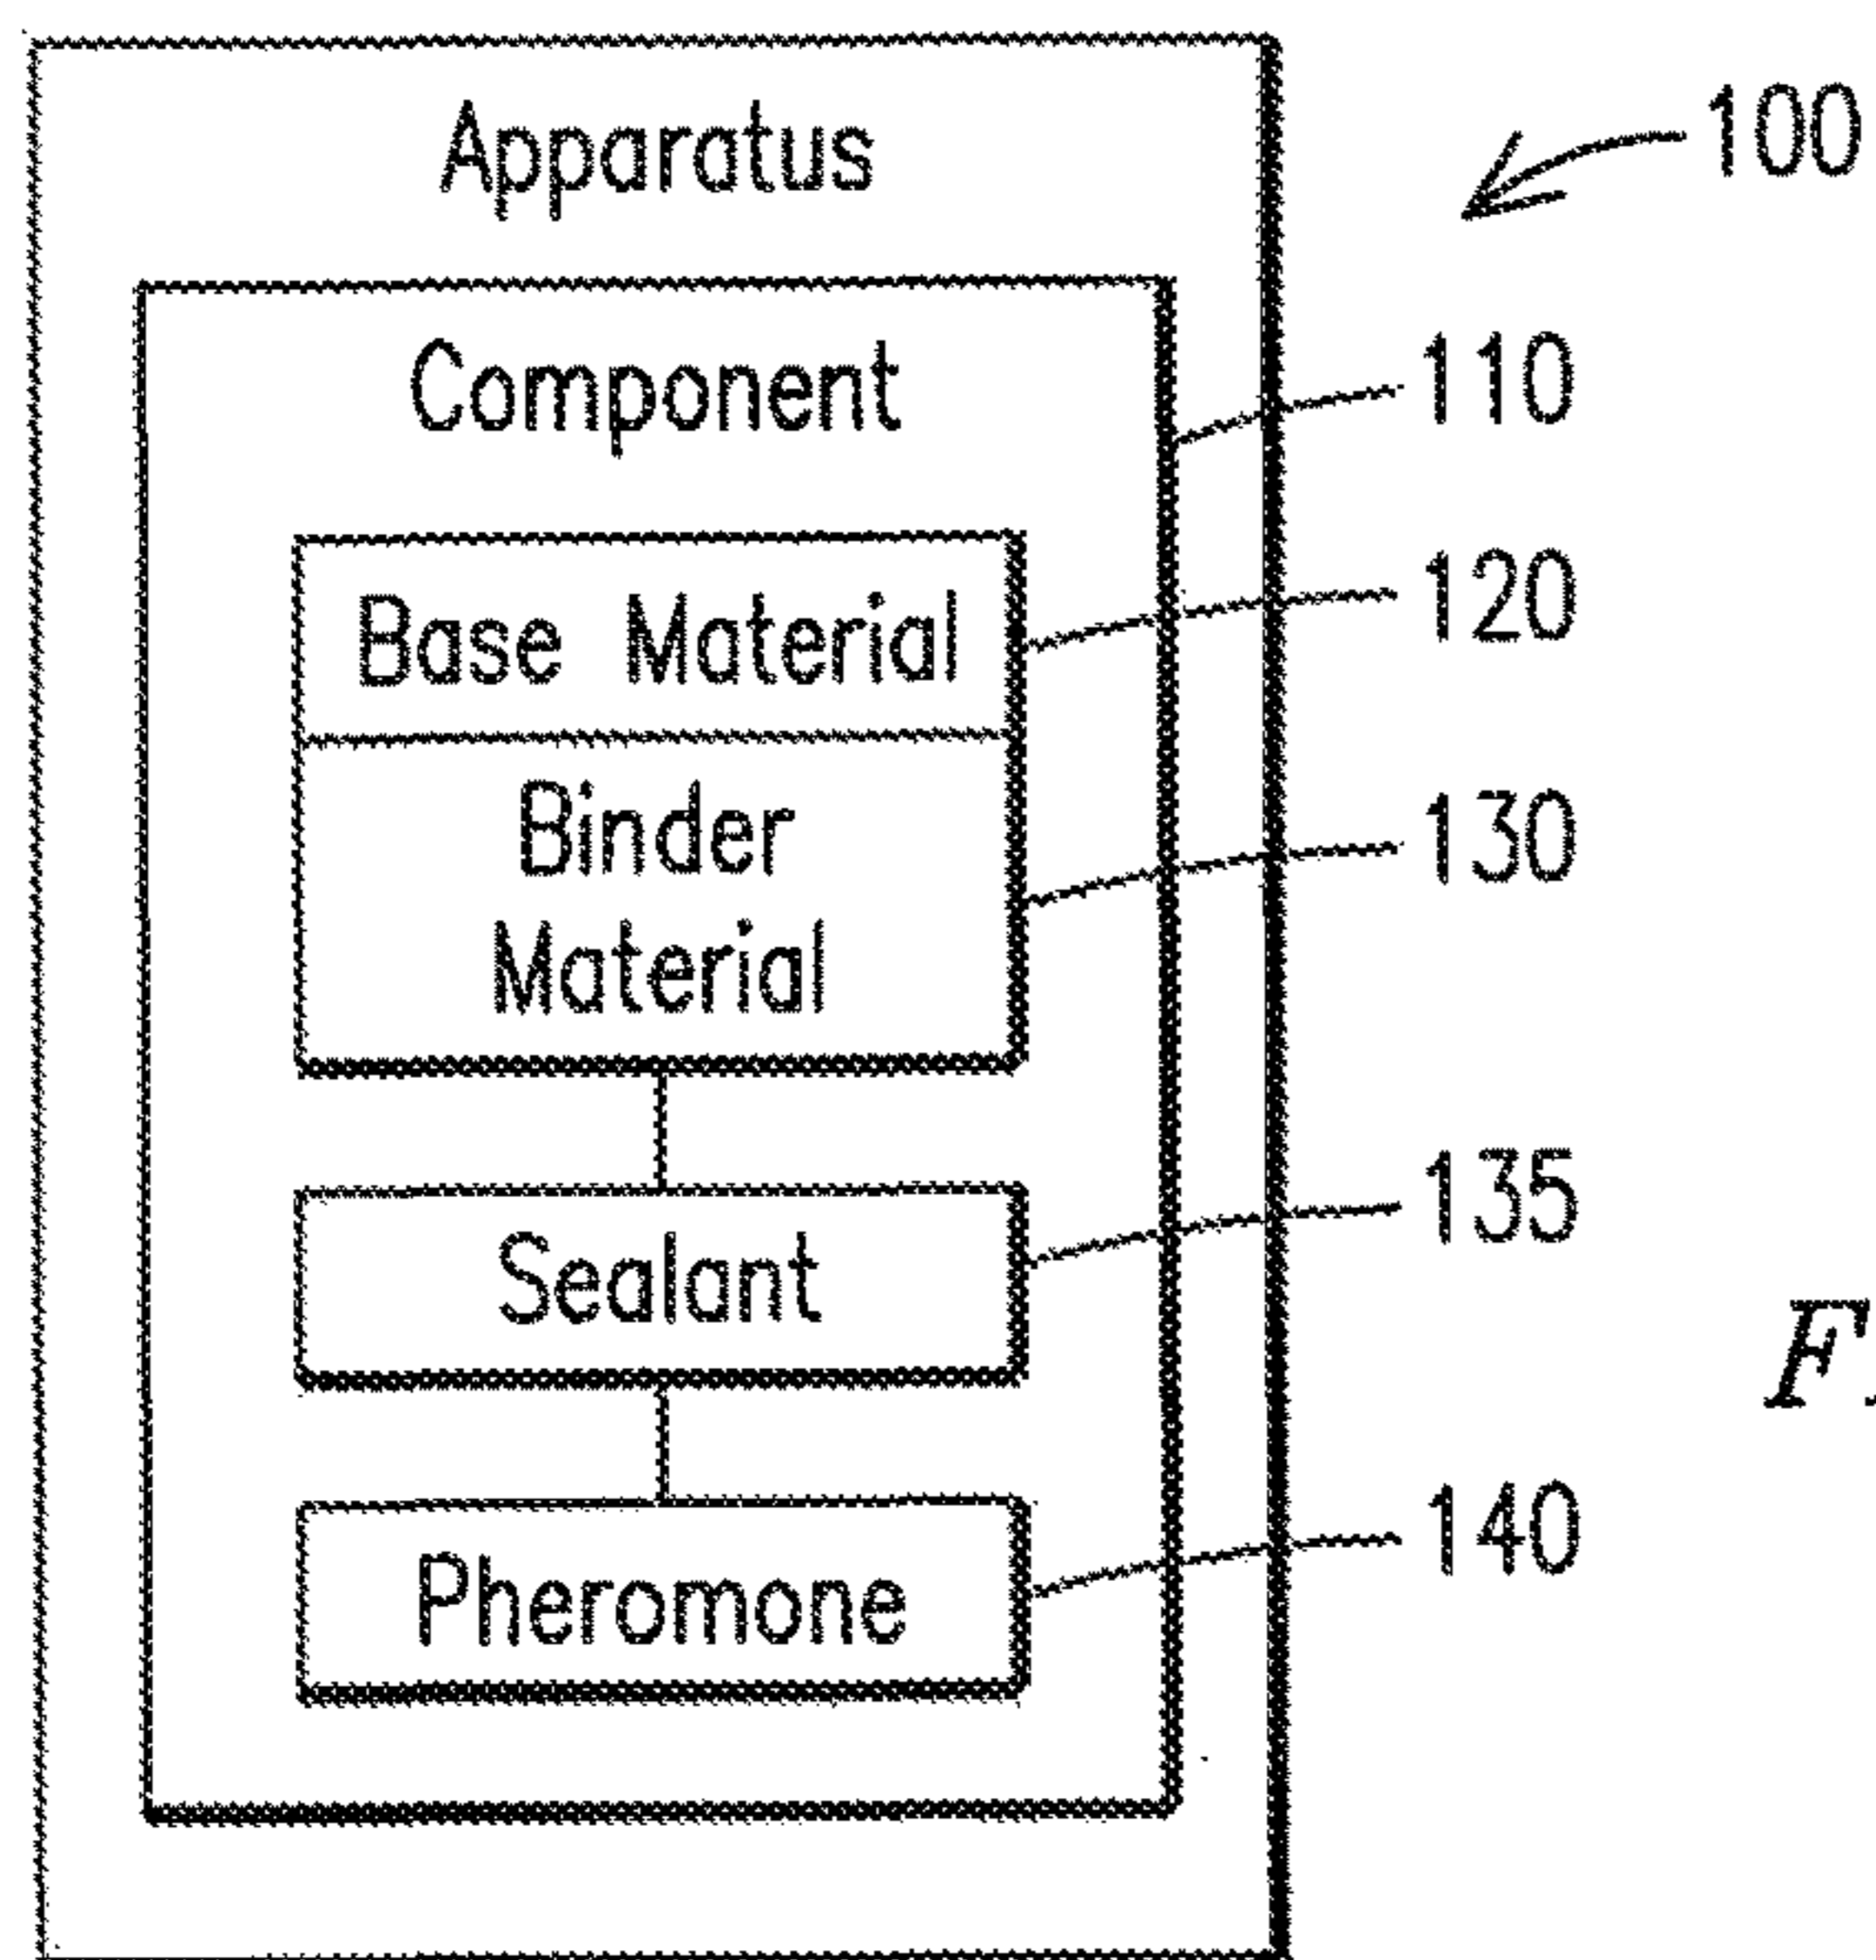 Apparatus
100
Component
110
Base Material
120
Binder
Material
130
Sealant
135
Pheromone
140